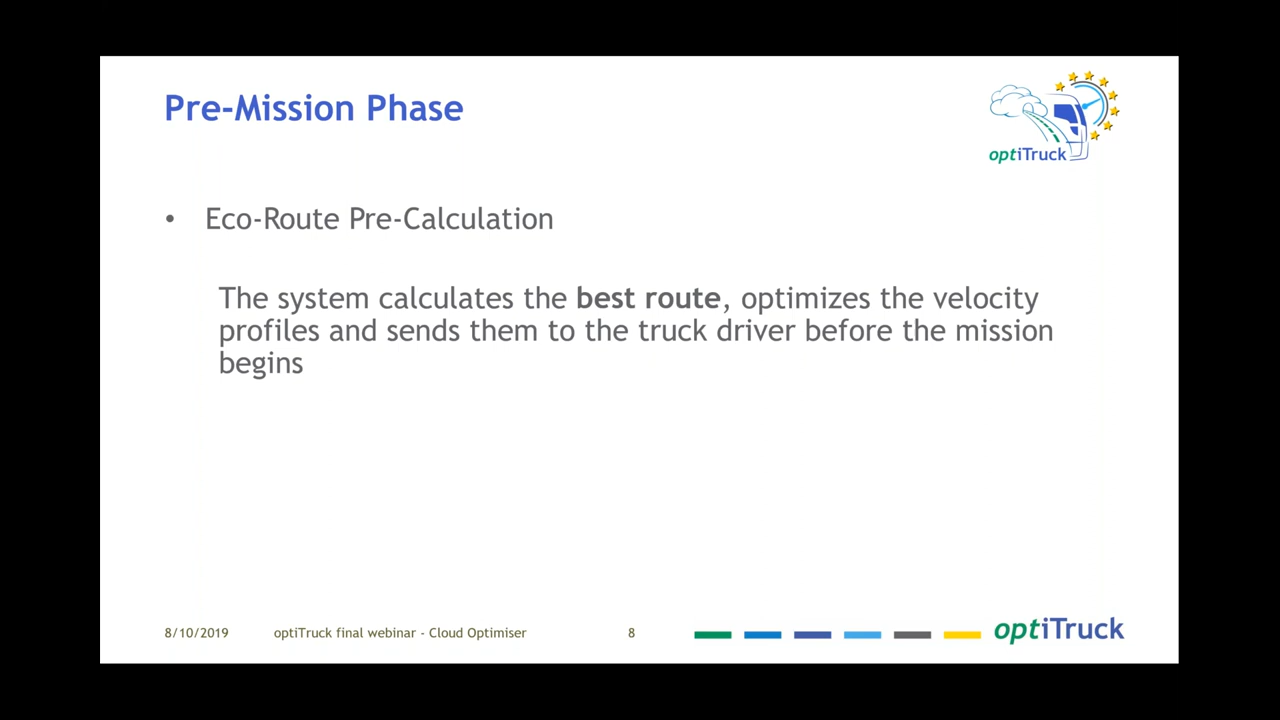 Pre-Mission Phase
optiTruck
• Eco-Route Pre-Calculation
The system calculates the best route, optimizes the velocity
profiles and sends them to the truck driver before the mission
begins
8/10/2019 optiTruck final webinar - Cloud Optimiser 8 optiTruck